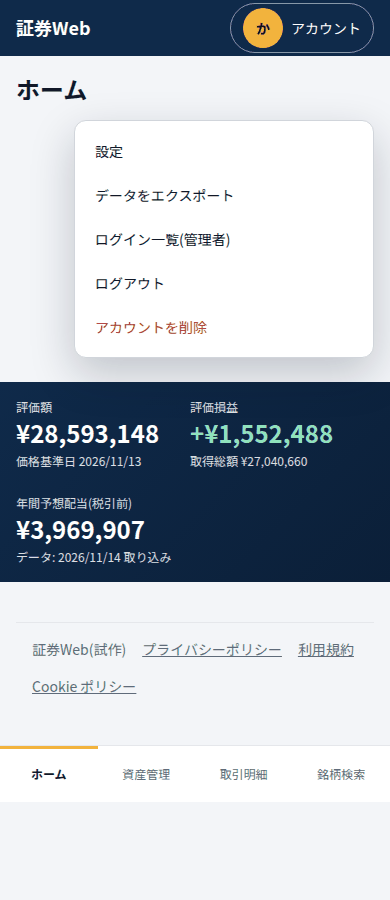 証券Web
か アカウント
ホーム
設定
データをエクスポート
ログイン一覧(管理者)
ログアウト
アカウントを削除
評価額
¥28,593,148
価格基準日 2026/11/13
評価損益
+¥1,552,488
取得総額 ¥27,040,660
年間予想配当(税引前)
¥3,969,907
データ: 2026/11/14 取り込み
証券Web(試作) プライバシーポリシー 利用規約
Cookie ポリシー
ホーム 資産管理 取引明細 銘柄検索